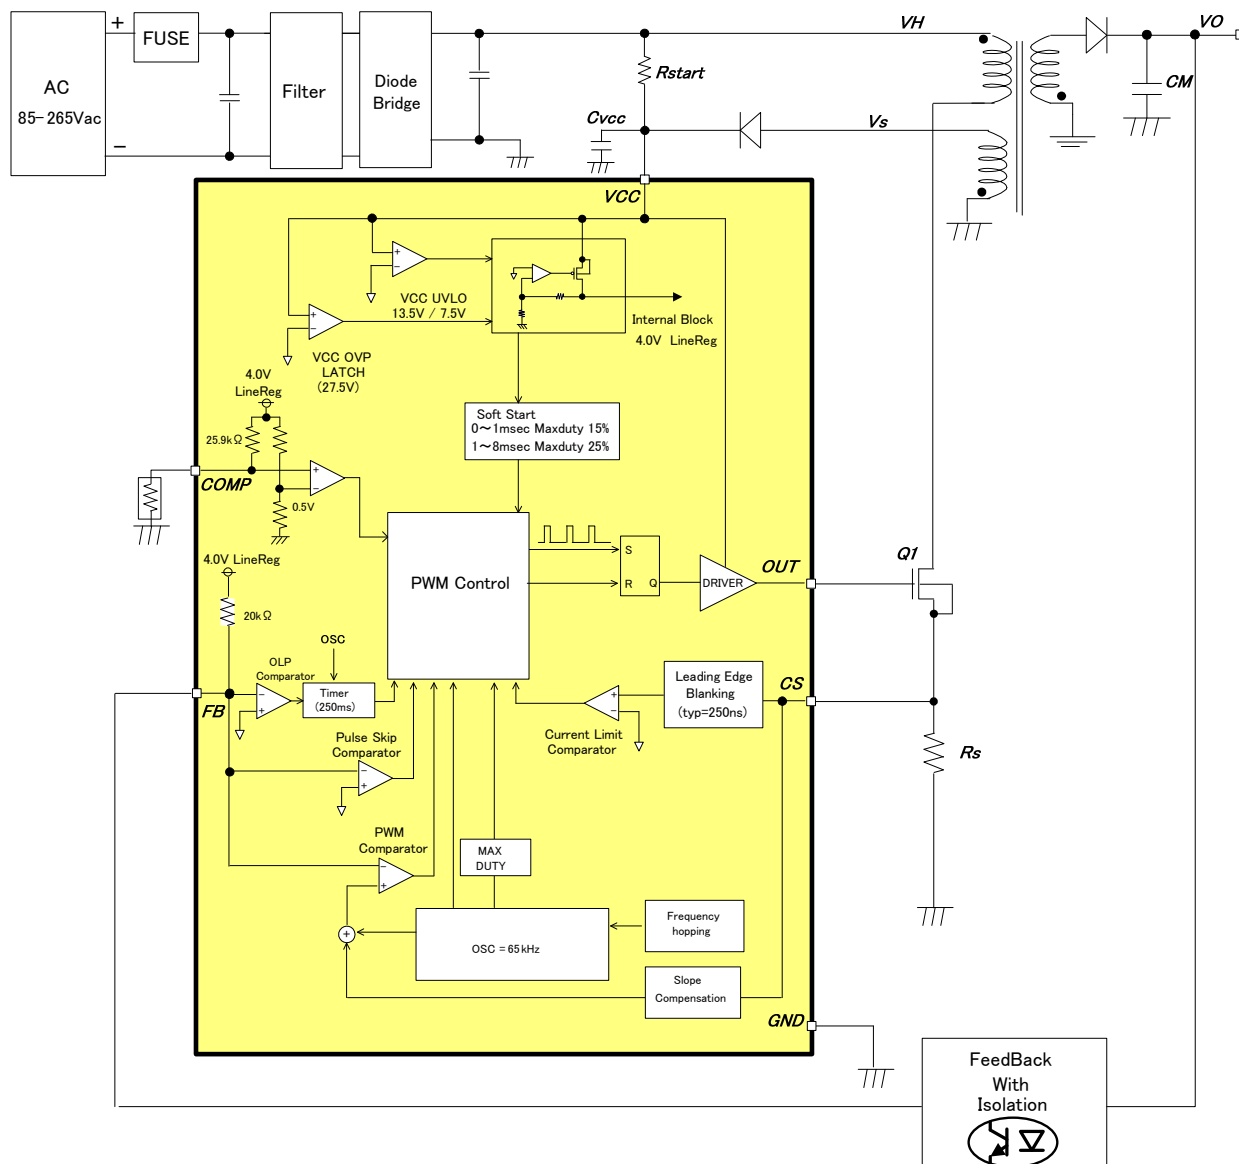 +
FUSE
VH
VO
AC
85-265Vac
Filter
Diode
Bridge
Rstart
CM
−
Cvcc
Vs
VCC
+
−
VCC UVLO
13.5V / 7.5V
Internal Block
4.0V LineReg
+
−
VCC OVP
LATCH
(27.5V)
4.0V
LineReg
25.9kΩ
Soft Start
0～1msec Maxduty 15%
1～8msec Maxduty 25%
COMP
+
−
0.5V
4.0V LineReg
20kΩ
PWM Control
S
R
Q
DRIVER
OUT
Q1
OSC
OLP
Comparator
−
+
Timer
(250ms)
FB
Leading Edge
Blanking
(typ=250ns)
CS
+
−
Current Limit
Comparator
Rs
Pulse Skip
Comparator
−
+
PWM
Comparator
−
+
MAX
DUTY
+
OSC = 65kHz
Frequency
hopping
Slope
Compensation
GND
FeedBack
With
Isolation